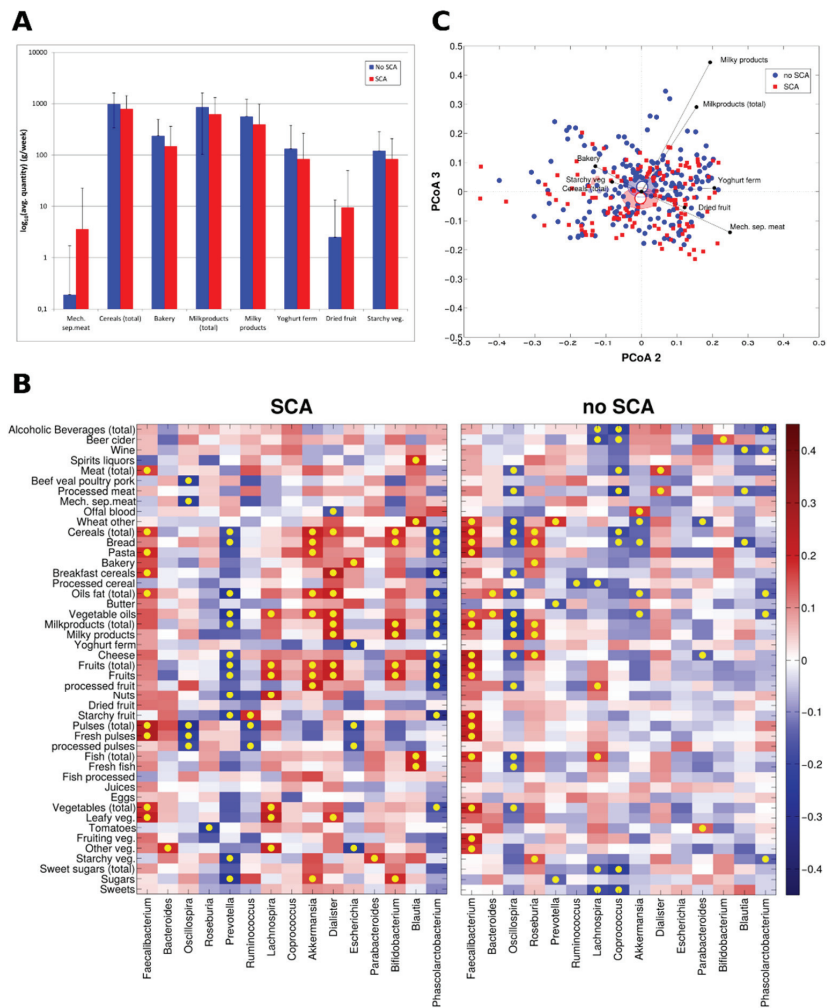 A
10000
1000
100
10
1
0,1
log10(avg. quantity) (g/week)
No SCA
SCA
Mech. sep.meat
Cereals (total)
Bakery
Milkproducts (total)
Milky products
Yoghurt ferm
Dried fruit
Starchy veg.
C
0.5
0.4
0.3
0.2
0.1
0
-0.1
-0.2
-0.3
-0.4
-0.5
PCoA 3
-0.5
-0.4
-0.3
-0.2
-0.1
0
0.1
0.2
0.3
0.4
0.5
PCoA 2
no SCA
SCA
Milky products
Milkproducts (total)
Bakery
Starchy veg
Cereals (total)
Yoghurt ferm
Dried fruit
Mech. sep. meat
B
SCA
no SCA
Alcoholic Beverages (total)
Beer cider
Wine
Spirits liquors
Meat (total)
Beef veal poultry pork
Processed meat
Mech. sep.meat
Offal blood
Wheat other
Cereals (total)
Bread
Pasta
Bakery
Breakfast cereals
Processed cereal
Oils fat (total)
Butter
Vegetable oils
Milkproducts (total)
Milky products
Yoghurt ferm
Cheese
Fruits (total)
Fruits
processed fruit
Nuts
Dried fruit
Starchy fruit
Pulses (total)
Fresh pulses
processed pulses
Fish (total)
Fresh fish
Fish processed
Juices
Eggs
Vegetables (total)
Leafy veg.
Tomatoes
Fruiting veg.
Other veg.
Starchy veg.
Sweet sugars (total)
Sugars
Sweets
Faecalibacterium
Bacteroides
Oscillospira
Roseburia
Prevotella
Ruminococcus
Lachnospira
Coprococcus
Akkermansia
Dialister
Escherichia
Parabacteroides
Bifidobacterium
Blautia
Phascolarctobacterium
Faecalibacterium
Bacteroides
Oscillospira
Roseburia
Prevotella
Ruminococcus
Lachnospira
Coprococcus
Akkermansia
Dialister
Escherichia
Parabacteroides
Bifidobacterium
Blautia
Phascolarctobacterium
0.4
0.3
0.2
0.1
0
-0.1
-0.2
-0.3
-0.4